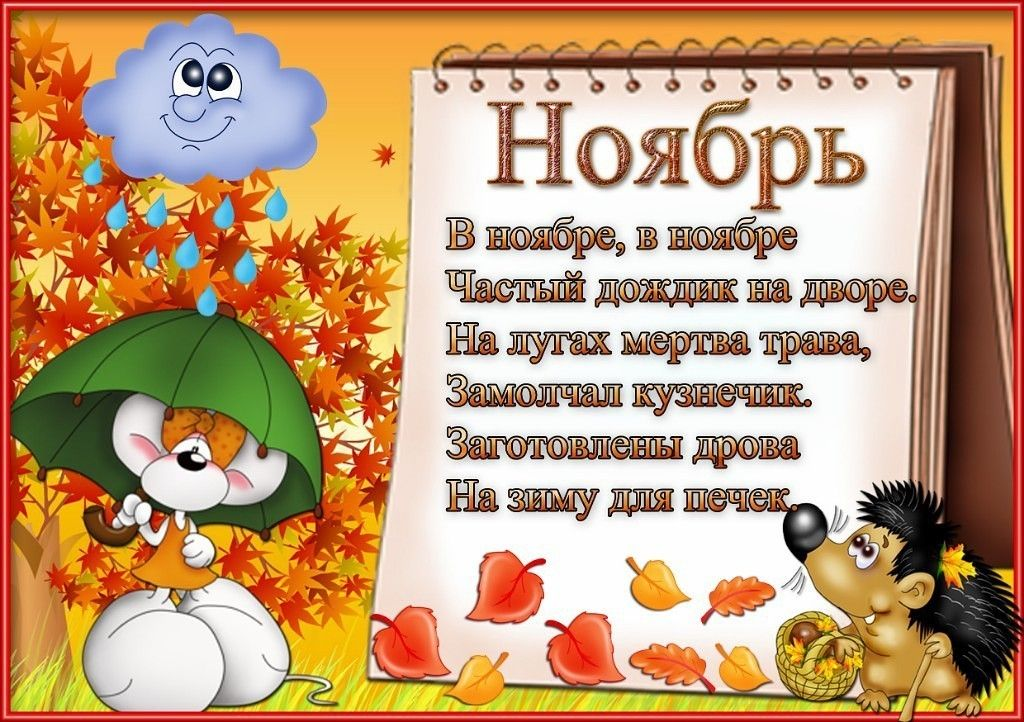 Ноябрь
В ноябре, в ноябре
Частый дождик на дворе.
На лугах мертва трава,
Замолчал кузнечик.
Заготовлены дрова
На зиму для печек.